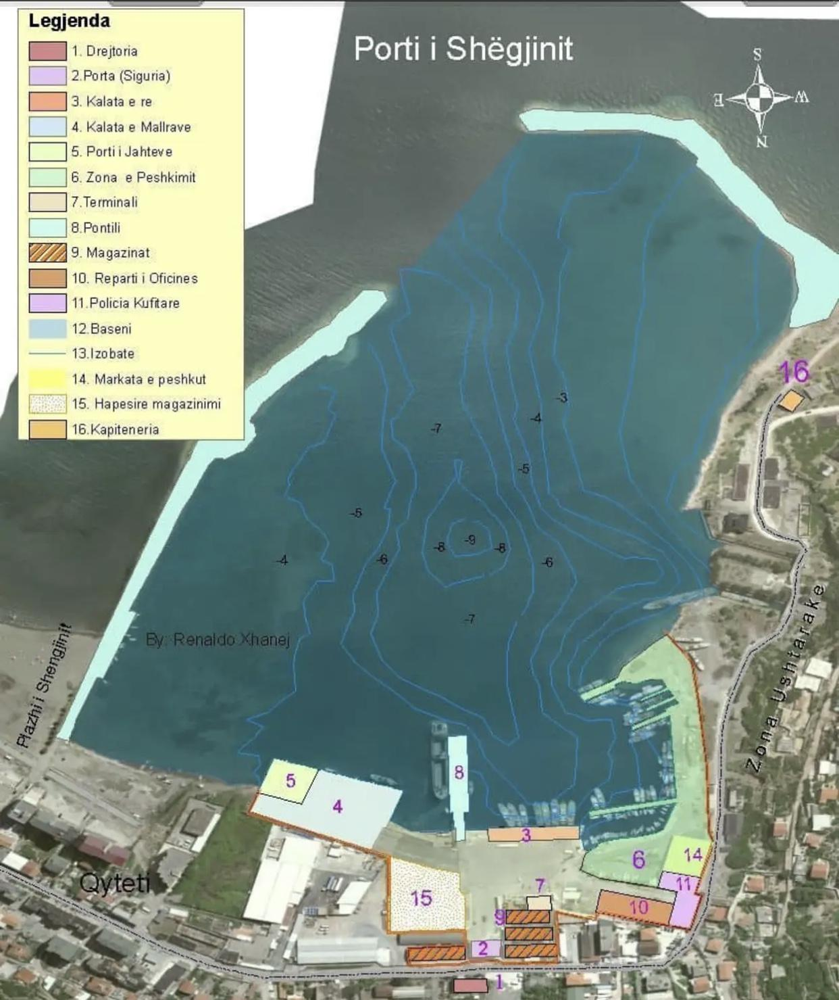 Legjenda
1. Drejtoria
2.Porta (Siguria)
3. Kalata e re
4. Kalata e Mallrave
5. Porti i Jahteve
6. Zona e Peshkimit
7.Terminali
8.Pontili
9. Magazinat
10. Reparti i Oficines
11.Policia Kufitare
12.Baseni
13.Izobate
14. Markata e peshkut
15. Hapesire magazinimi
16.Kapiteneria
Porti i Shëgjinit
S
E
W
N
16
-3
-4
-7
-5
-5
-9
-8
-8
-4
-6
-6
-7
By: Renaldo Xhanej
Plazhi i Shengjinit
Zona Ushtarake
5
4
8
3
6
14
11
10
7
15
9
2
1
Qyteti